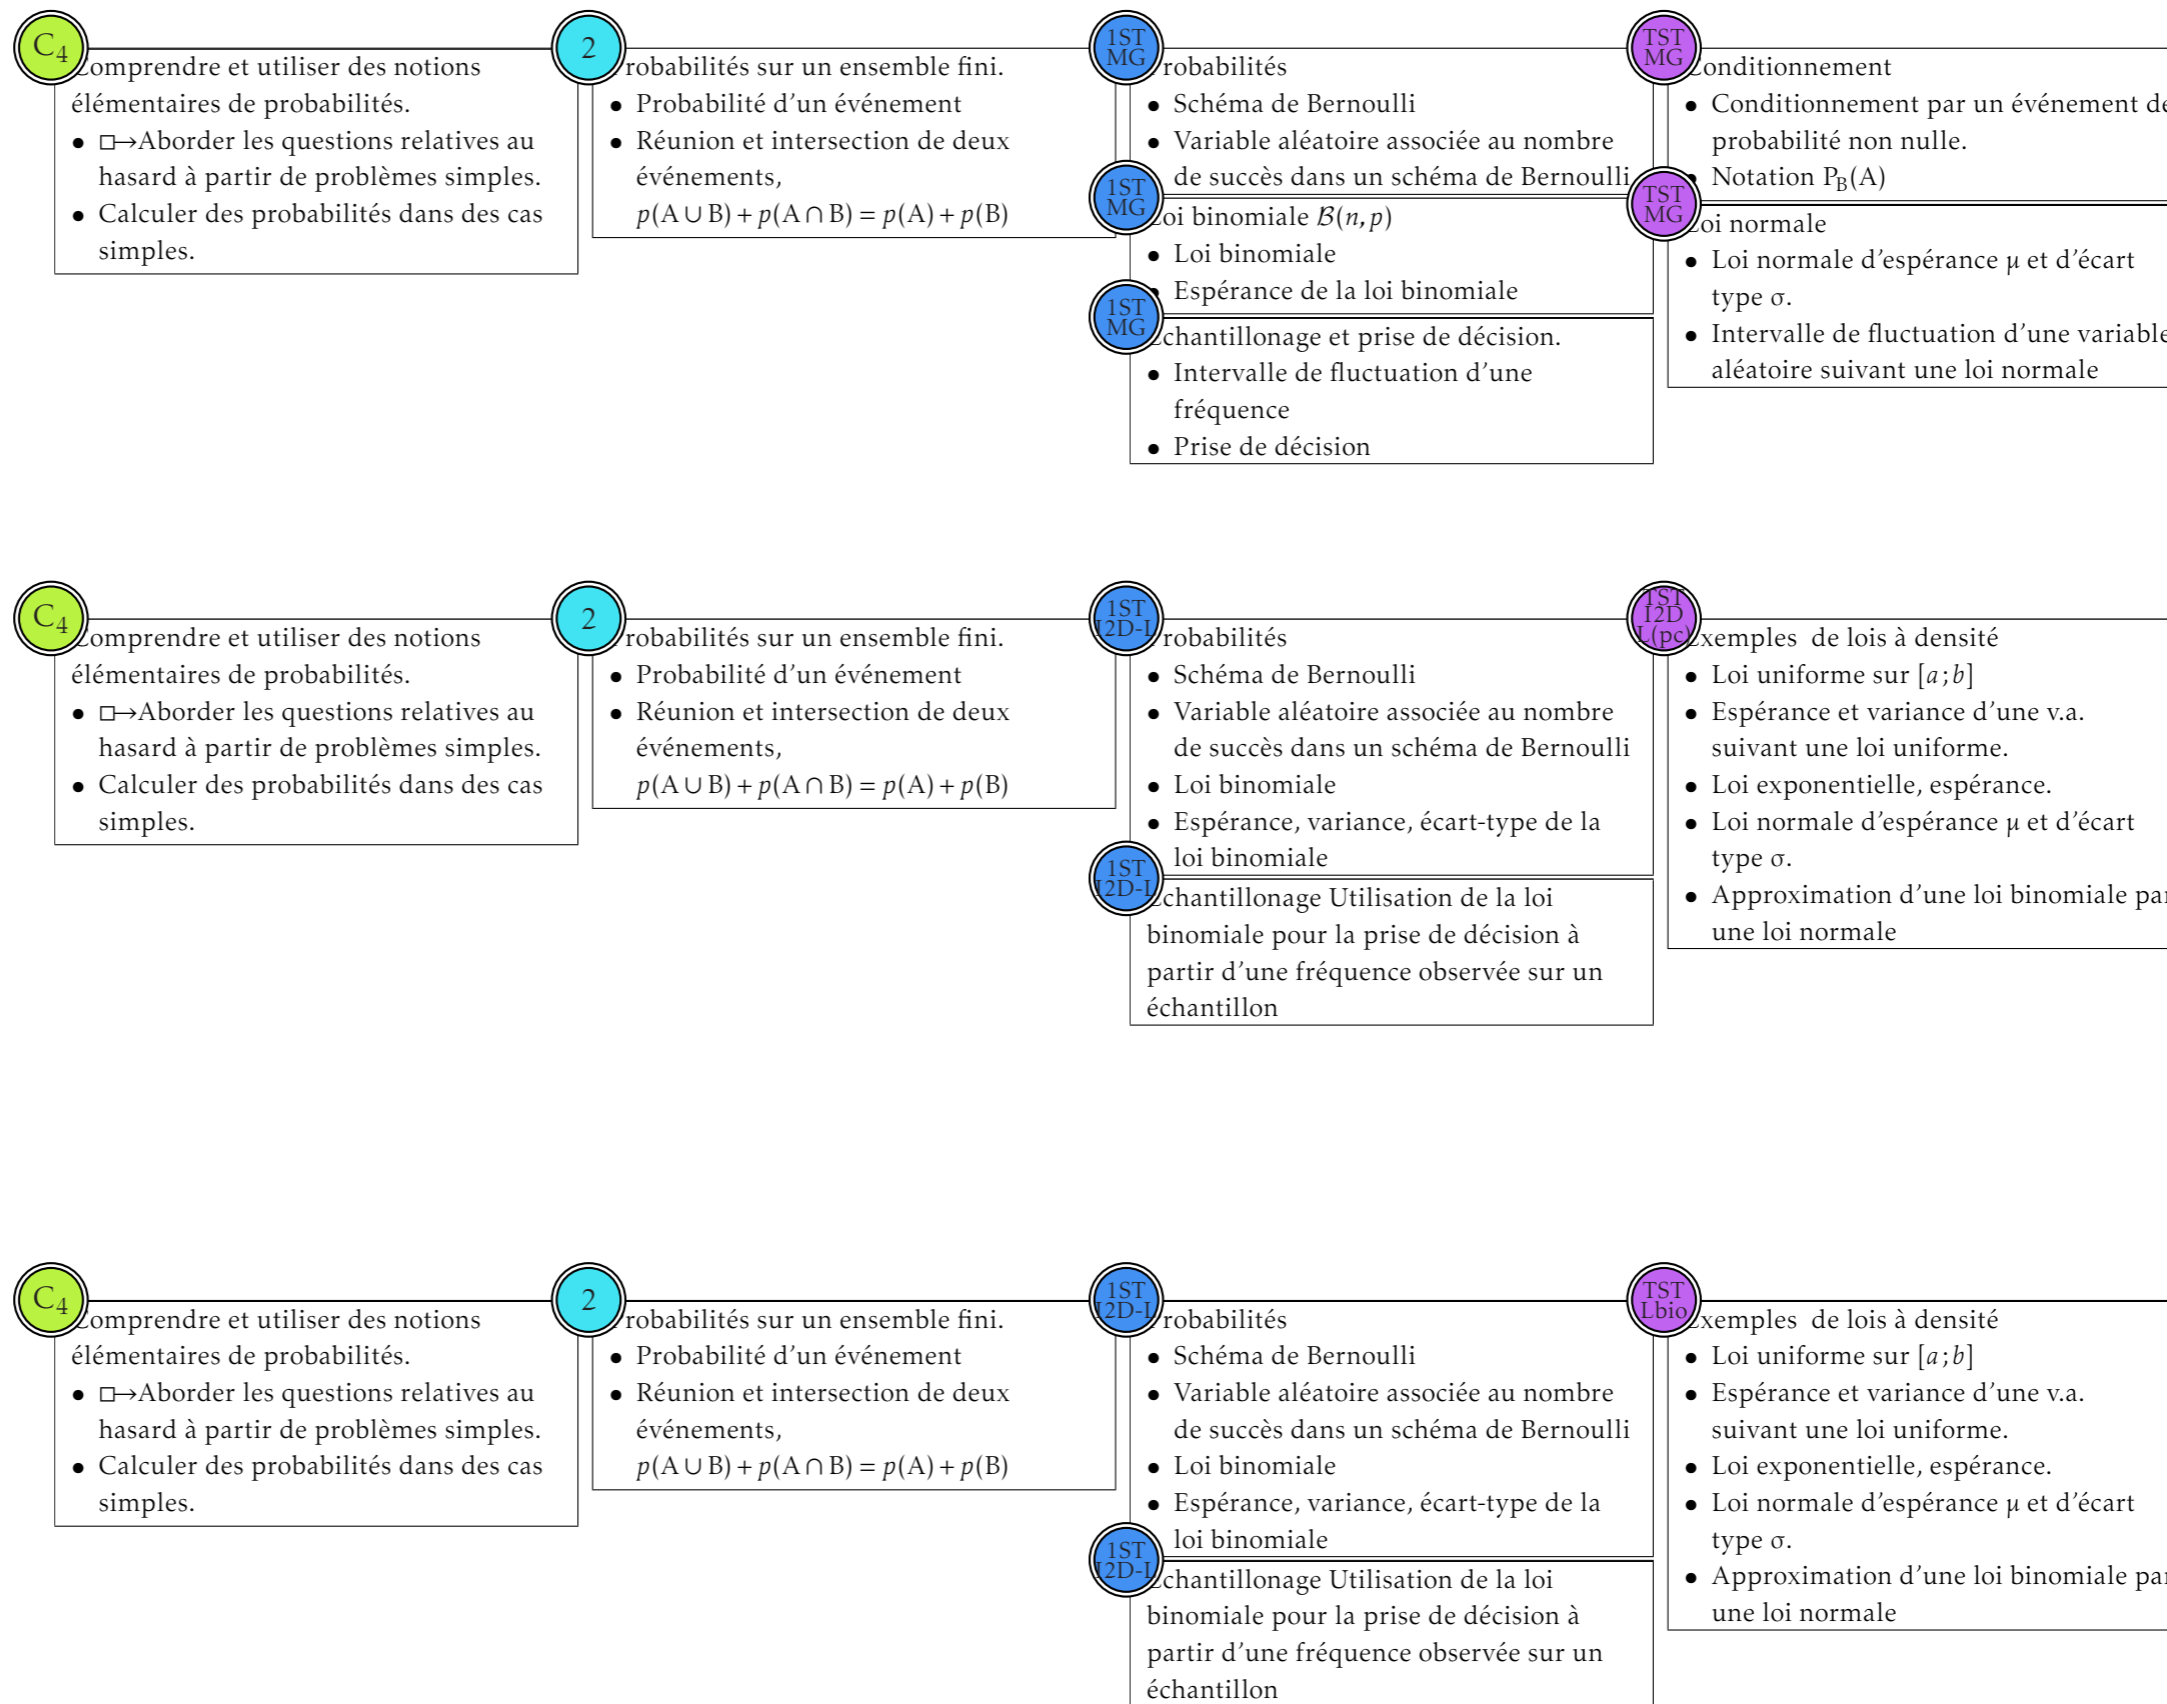 C4
Comprendre et utiliser des notions
élémentaires de probabilités.
• □→Aborder les questions relatives au
hasard à partir de problèmes simples.
• Calculer des probabilités dans des cas
simples.
2
Probabilités sur un ensemble fini.
• Probabilité d'un événement
• Réunion et intersection de deux
événements,
p(A ∪ B) + p(A ∩ B) = p(A) + p(B)
1ST
MG
Probabilités
• Schéma de Bernoulli
• Variable aléatoire associée au nombre
de succès dans un schéma de Bernoulli
1ST
MG
Loi binomiale B(n, p)
• Loi binomiale
• Espérance de la loi binomiale
1ST
MG
Echantillonage et prise de décision.
• Intervalle de fluctuation d'une
fréquence
• Prise de décision
TST
MG
Conditionnement
• Conditionnement par un événement de
probabilité non nulle.
• Notation PB(A)
TST
MG
Loi normale
• Loi normale d'espérance μ et d'écart
type σ.
• Intervalle de fluctuation d'une variable
aléatoire suivant une loi normale
C4
Comprendre et utiliser des notions
élémentaires de probabilités.
• □→Aborder les questions relatives au
hasard à partir de problèmes simples.
• Calculer des probabilités dans des cas
simples.
2
Probabilités sur un ensemble fini.
• Probabilité d'un événement
• Réunion et intersection de deux
événements,
p(A ∪ B) + p(A ∩ B) = p(A) + p(B)
1ST
I2D-L
Probabilités
• Schéma de Bernoulli
• Variable aléatoire associée au nombre
de succès dans un schéma de Bernoulli
• Loi binomiale
• Espérance, variance, écart-type de la
loi binomiale
1ST
I2D-L
Echantillonage Utilisation de la loi
binomiale pour la prise de décision à
partir d'une fréquence observée sur un
échantillon
TST
I2D
L(pc)
Exemples de lois à densité
• Loi uniforme sur [a ; b]
• Espérance et variance d'une v.a.
suivant une loi uniforme.
• Loi exponentielle, espérance.
• Loi normale d'espérance μ et d'écart
type σ.
• Approximation d'une loi binomiale par
une loi normale
C4
Comprendre et utiliser des notions
élémentaires de probabilités.
• □→Aborder les questions relatives au
hasard à partir de problèmes simples.
• Calculer des probabilités dans des cas
simples.
2
Probabilités sur un ensemble fini.
• Probabilité d'un événement
• Réunion et intersection de deux
événements,
p(A ∪ B) + p(A ∩ B) = p(A) + p(B)
1ST
I2D-L
Probabilités
• Schéma de Bernoulli
• Variable aléatoire associée au nombre
de succès dans un schéma de Bernoulli
• Loi binomiale
• Espérance, variance, écart-type de la
loi binomiale
1ST
I2D-L
Echantillonage Utilisation de la loi
binomiale pour la prise de décision à
partir d'une fréquence observée sur un
échantillon
TST
Lbio
Exemples de lois à densité
• Loi uniforme sur [a ; b]
• Espérance et variance d'une v.a.
suivant une loi uniforme.
• Loi exponentielle, espérance.
• Loi normale d'espérance μ et d'écart
type σ.
• Approximation d'une loi binomiale par
une loi normale